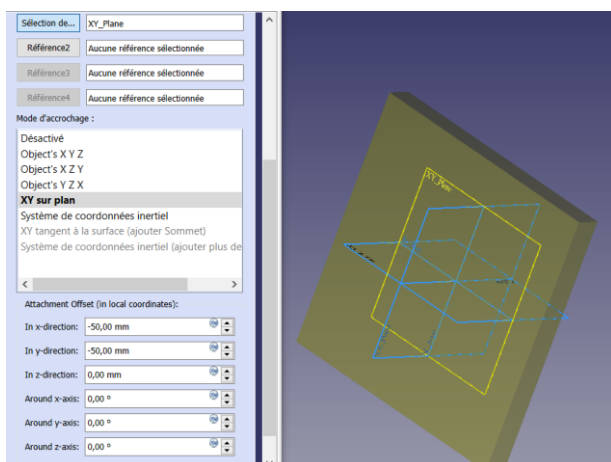 Sélection de... XY_Plane
Référence2 Aucune référence sélectionnée
Référence3 Aucune référence sélectionnée
Référence4 Aucune référence sélectionnée
Mode d'accrochage :
Désactivé
Object's X Y Z
Object's X Z Y
Object's Y Z X
XY sur plan
Système de coordonnées inertiel
XY tangent à la surface (ajouter Sommet)
Système de coordonnées inertiel (ajouter plus de
Attachment Offset (in local coordinates):
In x-direction: -50,00 mm
In y-direction: -50,00 mm
In z-direction: 0,00 mm
Around x-axis: 0,00 °
Around y-axis: 0,00 °
Around z-axis: 0,00 °
XY_Plane